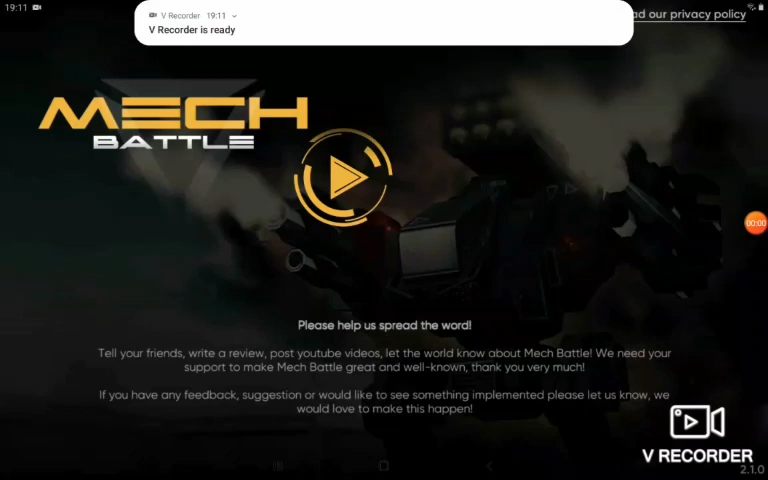 19:11
V Recorder 19:11
V Recorder is ready
ad our privacy policy
MECH
BATTLE
00:00
Please help us spread the word!
Tell your friends, write a review, post youtube videos, let the world know about Mech Battle! We need your
support to make Mech Battle great and well-known, thank you very much!
If you have any feedback, suggestion or would like to see something implemented please let us know, we
would love to make this happen!
V RECORDER
2.1.0